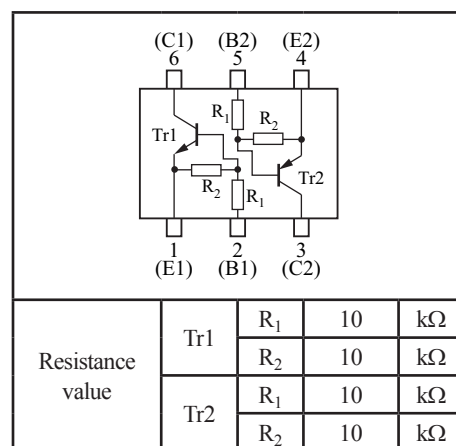 (C1) (B2) (E2)
6 5 4
R1
R2
Tr1
Tr2
R2
R1
1 2 3
(E1) (B1) (C2)
Resistance value
Tr1 R1 10 kΩ
R2 10 kΩ
Tr2 R1 10 kΩ
R2 10 kΩ